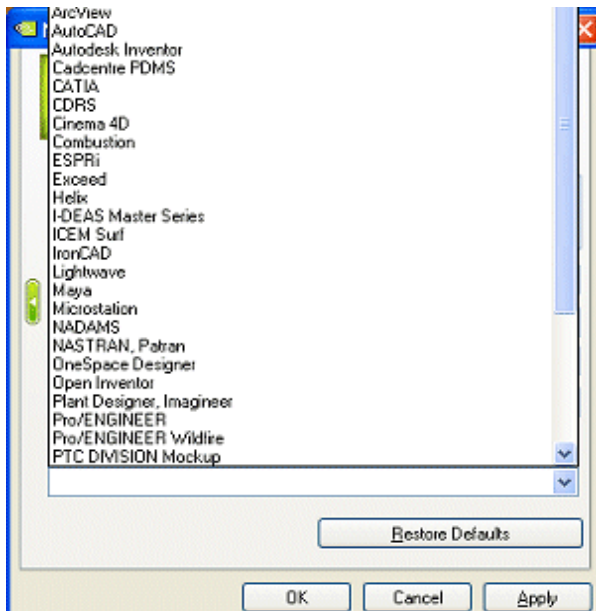 ArcView
AutoCAD
Autodesk Inventor
Cadcentre PDMS
CATIA
CDRS
Cinema 4D
Combustion
ESPRi
Exceed
Helix
I-DEAS Master Series
ICEM Surf
IronCAD
Lightwave
Maya
Microstation
NADAMS
NASTRAN, Patran
OneSpace Designer
Open Inventor
Plant Designer, Imagineer
Pro/ENGINEER
Pro/ENGINEER Wildfire
PTC DIVISION Mockup
Restore Defaults
OK Cancel Apply